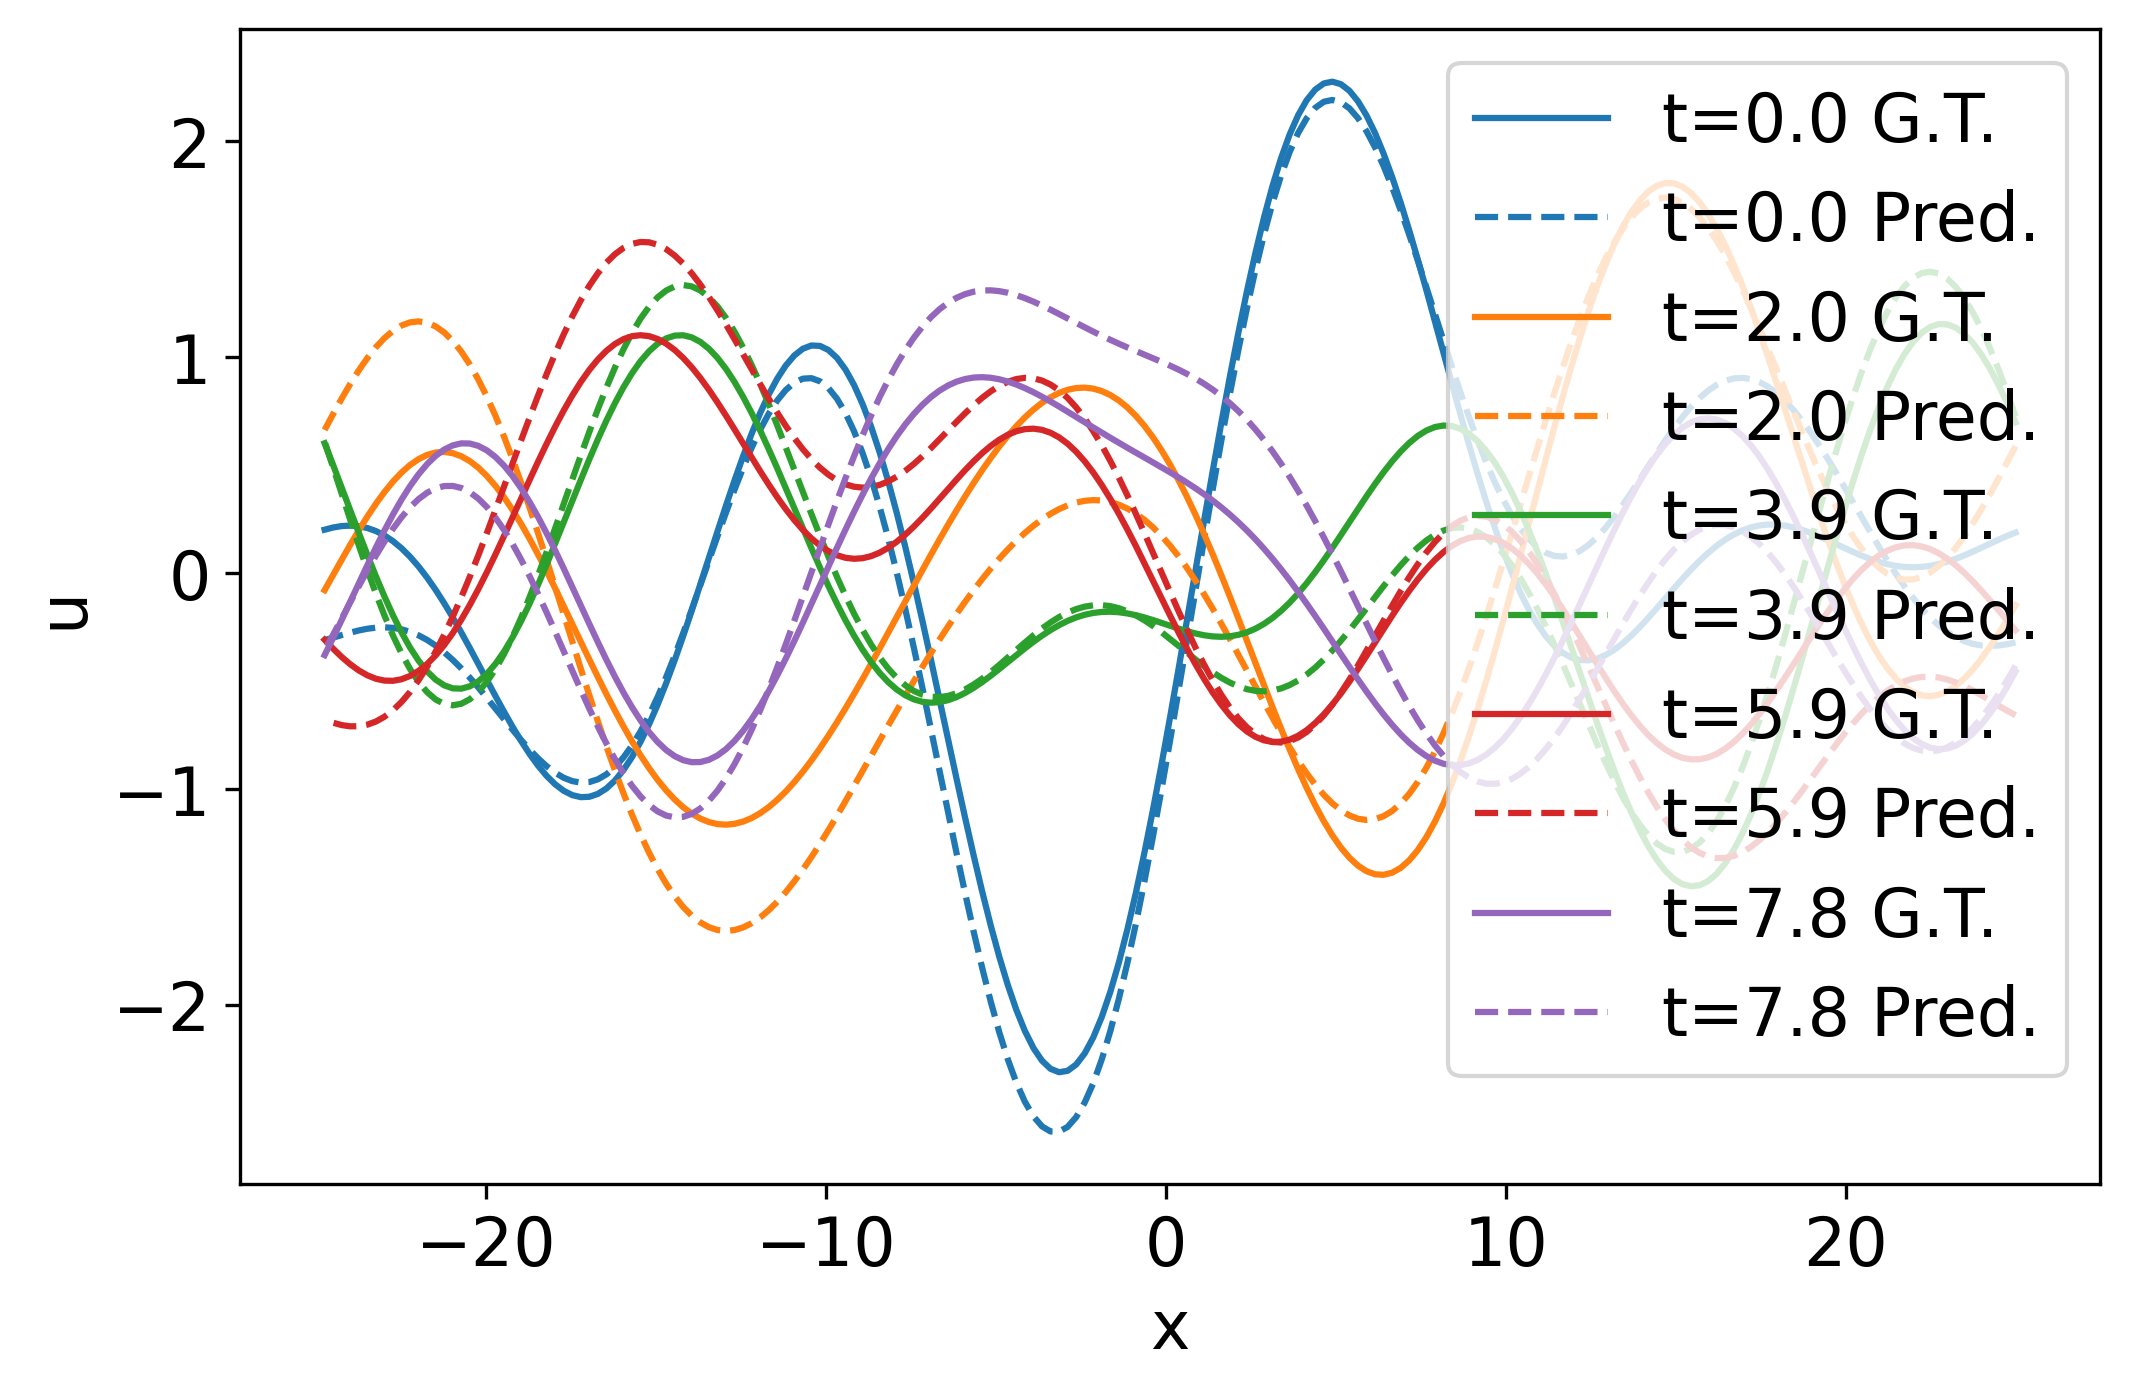 t=0.0 G.T.
t=0.0 Pred.
t=2.0 G.T.
t=2.0 Pred.
t=3.9 G.T.
t=3.9 Pred.
t=5.9 G.T.
t=5.9 Pred.
t=7.8 G.T.
t=7.8 Pred.
2
1
0
−1
−2
u
−20 −10 0 10 20
x